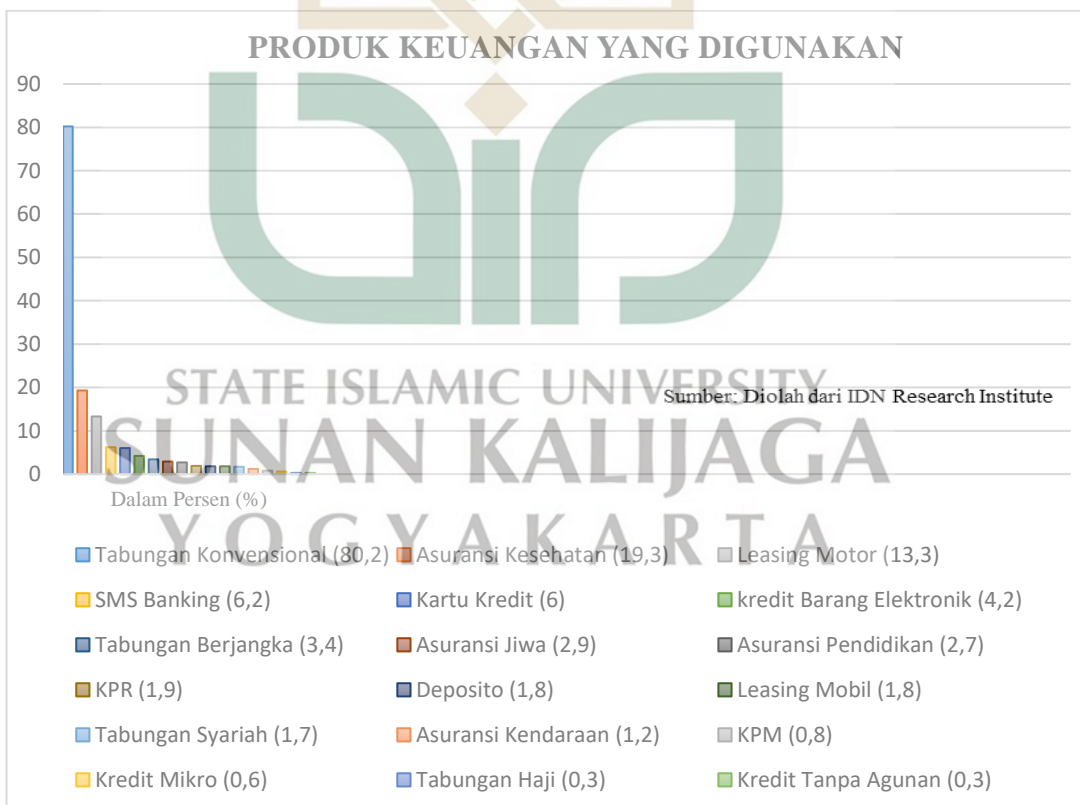 PRODUK KEUANGAN YANG DIGUNAKAN
90
80
70
60
50
40
30
20
10
0
STATE ISLAMIC UNIVERSITY
Sumber: Diolah dari IDN Research Institute
SUNAN KALIJAGA
Dalam Persen (%)
YOGYAKARTA
Tabungan Konvensional (80,2) Asuransi Kesehatan (19,3) Leasing Motor (13,3)
SMS Banking (6,2) Kartu Kredit (6) kredit Barang Elektronik (4,2)
Tabungan Berjangka (3,4) Asuransi Jiwa (2,9) Asuransi Pendidikan (2,7)
KPR (1,9) Deposito (1,8) Leasing Mobil (1,8)
Tabungan Syariah (1,7) Asuransi Kendaraan (1,2) KPM (0,8)
Kredit Mikro (0,6) Tabungan Haji (0,3) Kredit Tanpa Agunan (0,3)